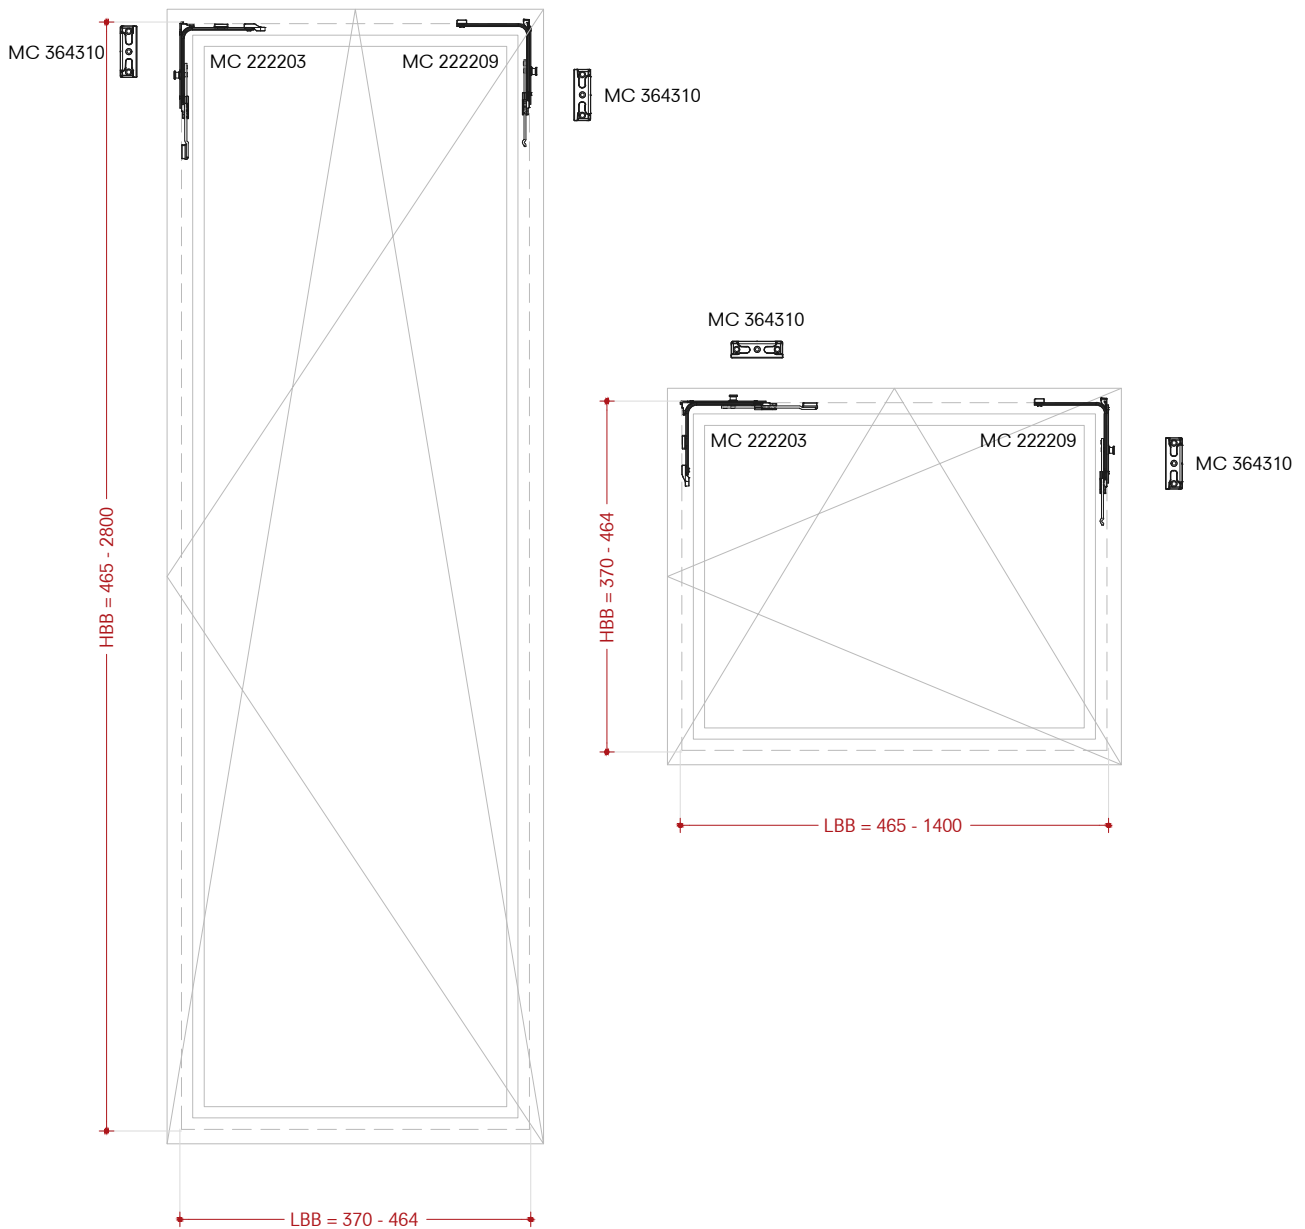 MC 364310
MC 222203
MC 222209
MC 364310
HBB = 465 - 2800
LBB = 370 - 464
MC 364310
MC 222203
MC 222209
MC 364310
HBB = 370 - 464
LBB = 465 - 1400